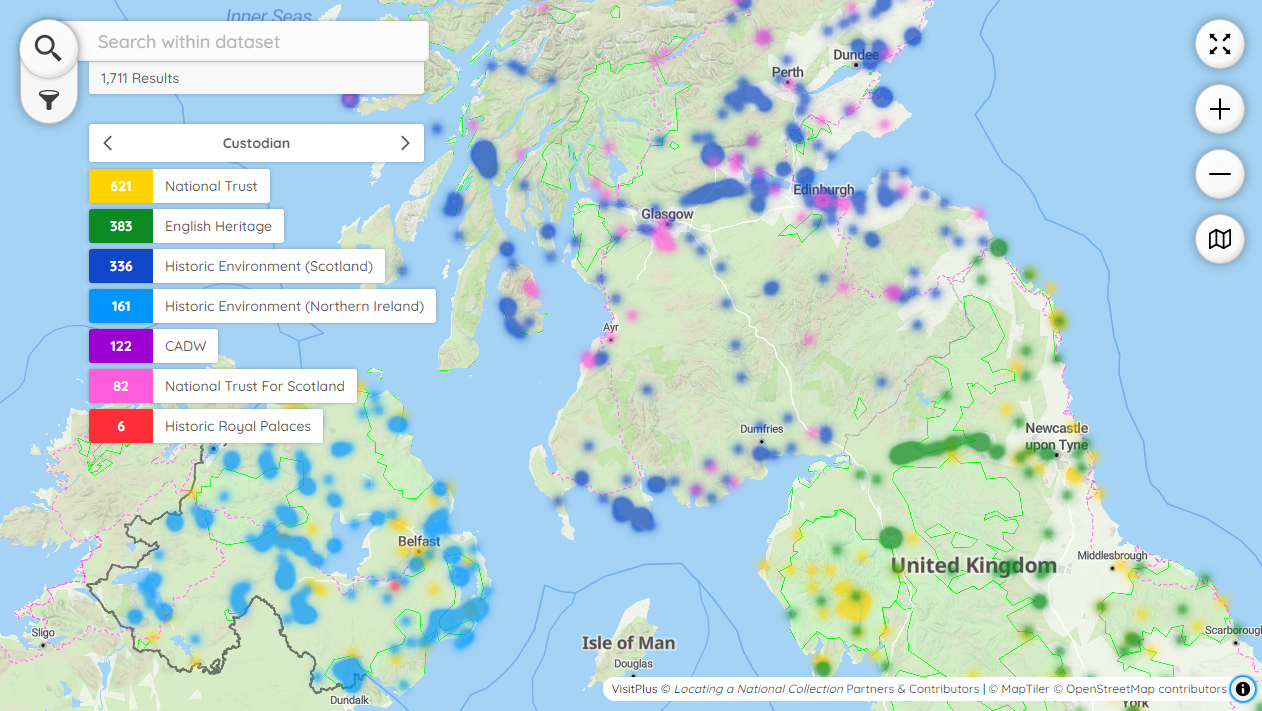 Inner Seas
Search within dataset
1,711 Results
Custodian
621 National Trust
383 English Heritage
336 Historic Environment (Scotland)
161 Historic Environment (Northern Ireland)
122 CADW
82 National Trust For Scotland
6 Historic Royal Palaces
Dundee
Perth
Edinburgh
Glasgow
Ayr
Dumfries
Newcastle
upon Tyne
Belfast
Middlesbrough
United Kingdom
Sligo
Scarborough
Isle of Man
Douglas
Dundalk
York
VisitPlus © Locating a National Collection Partners & Contributors | © MapTiler © OpenStreetMap contributors